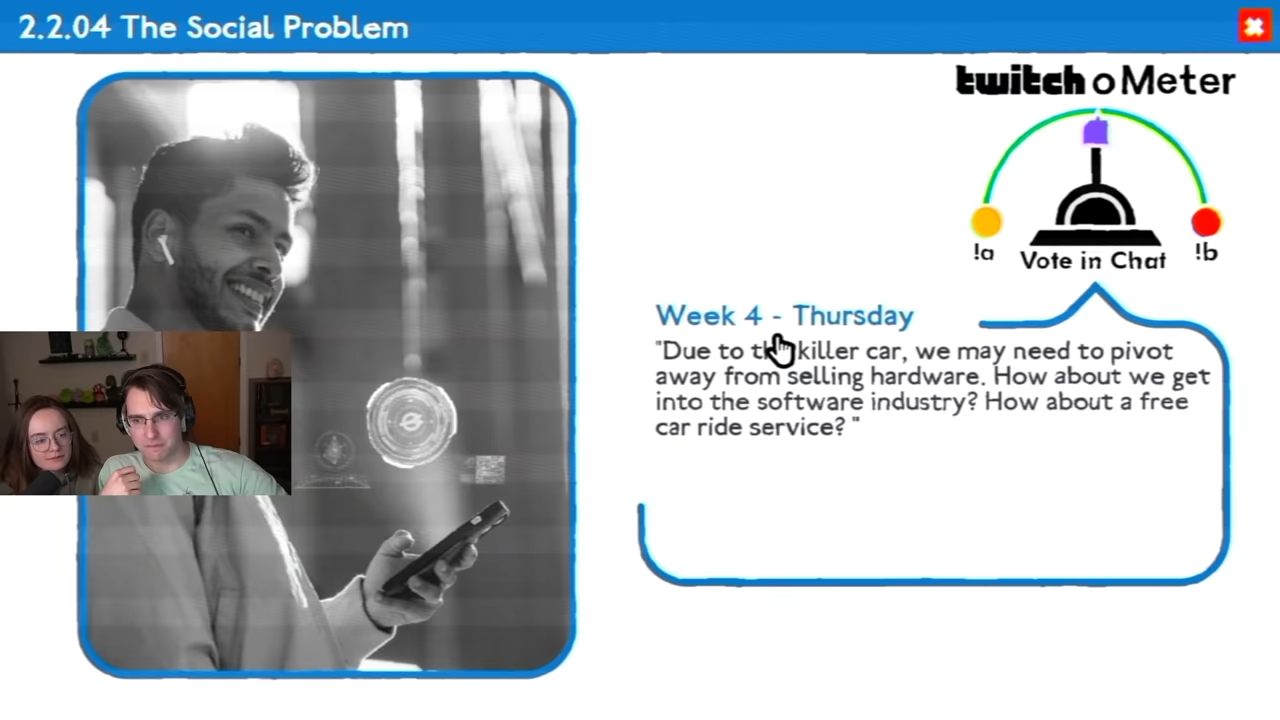 2.2.04 The Social Problem
twitch o Meter
!a
Vote in Chat
!b
Week 4 - Thursday
"Due to th killer car, we may need to pivot
away from selling hardware. How about we get
into the software industry? How about a free
car ride service? "